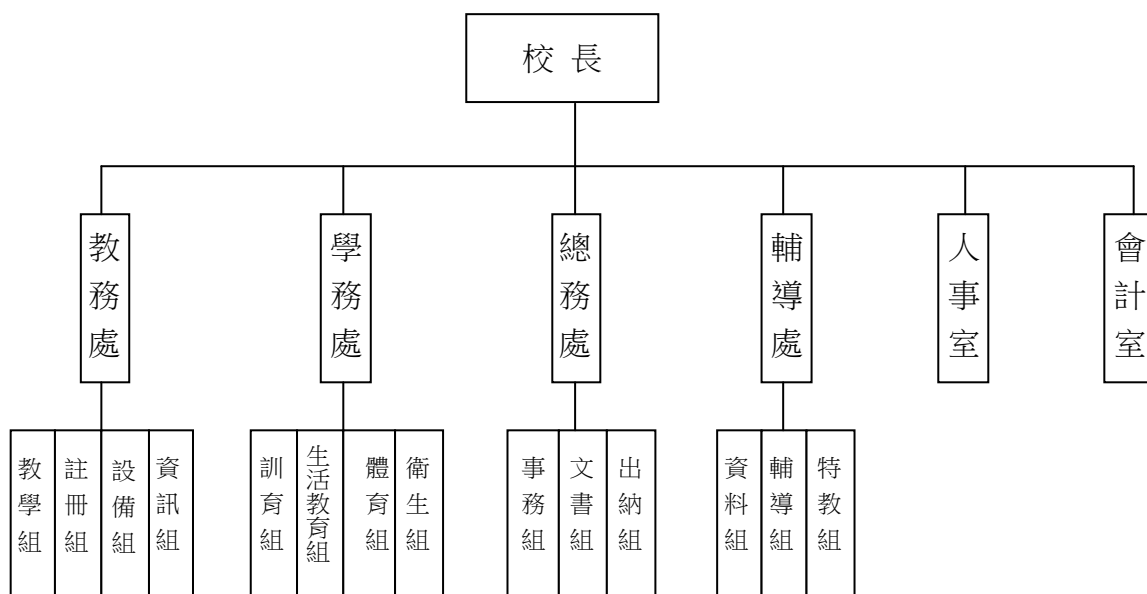 校長
教務處
學務處
總務處
輔導處
人事室
會計室
教學組
註冊組
設備組
資訊組
訓育組
生活教育組
體育組
衛生組
事務組
文書組
出納組
資料組
輔導組
特教組